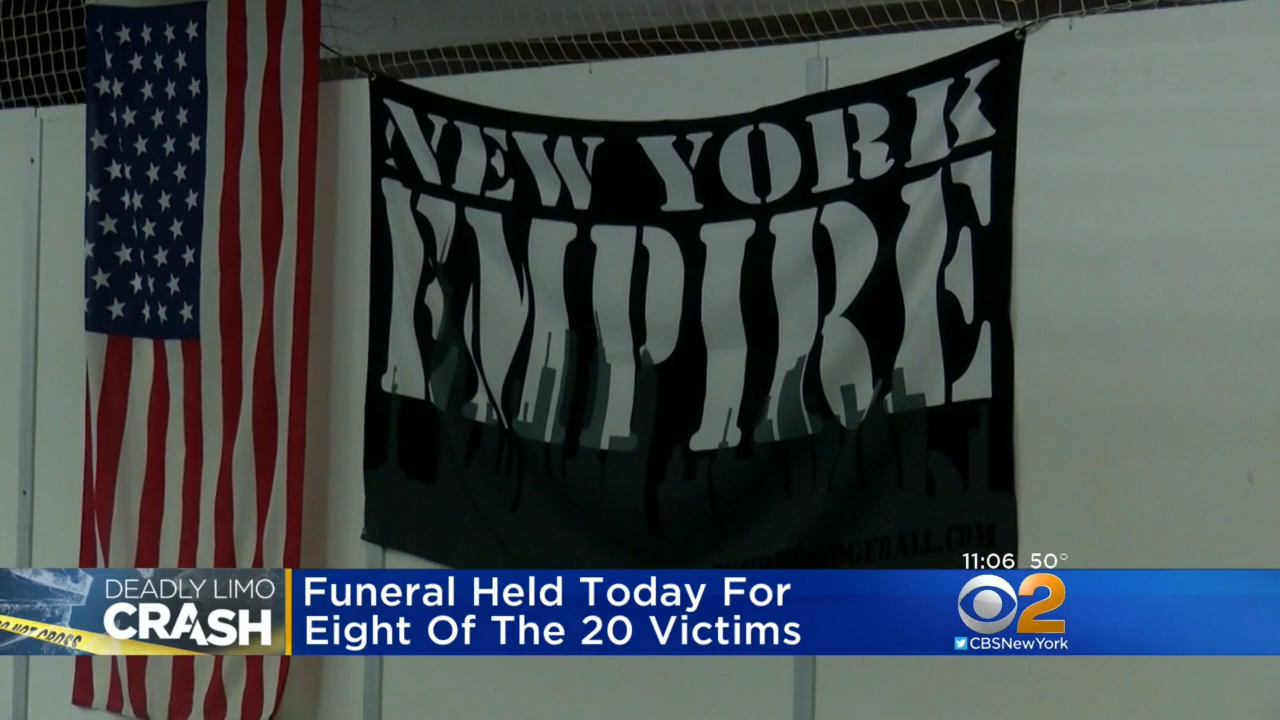 NEW YORK
EMPIRE
DEADLY LIMO
CRASH
Funeral Held Today For
Eight Of The 20 Victims
11:06 50°
2
CBSNewYork